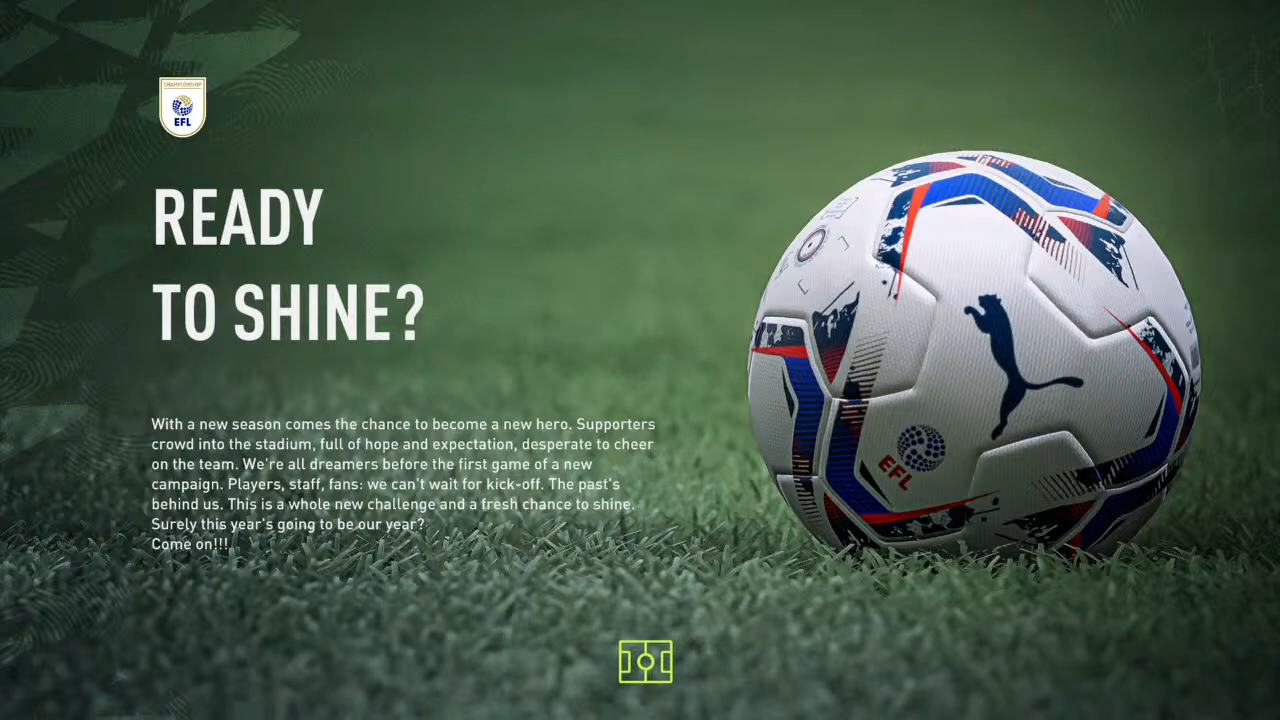 CHAMPIONSHIP
EFL
READY
TO SHINE?
With a new season comes the chance to become a new hero. Supporters
crowd into the stadium, full of hope and expectation, desperate to cheer
on the team. We're all dreamers before the first game of a new
campaign. Players, staff, fans: we can't wait for kick-off. The past's
behind us. This is a whole new challenge and a fresh chance to shine.
Surely this year's going to be our year?
Come on!!!
EFL